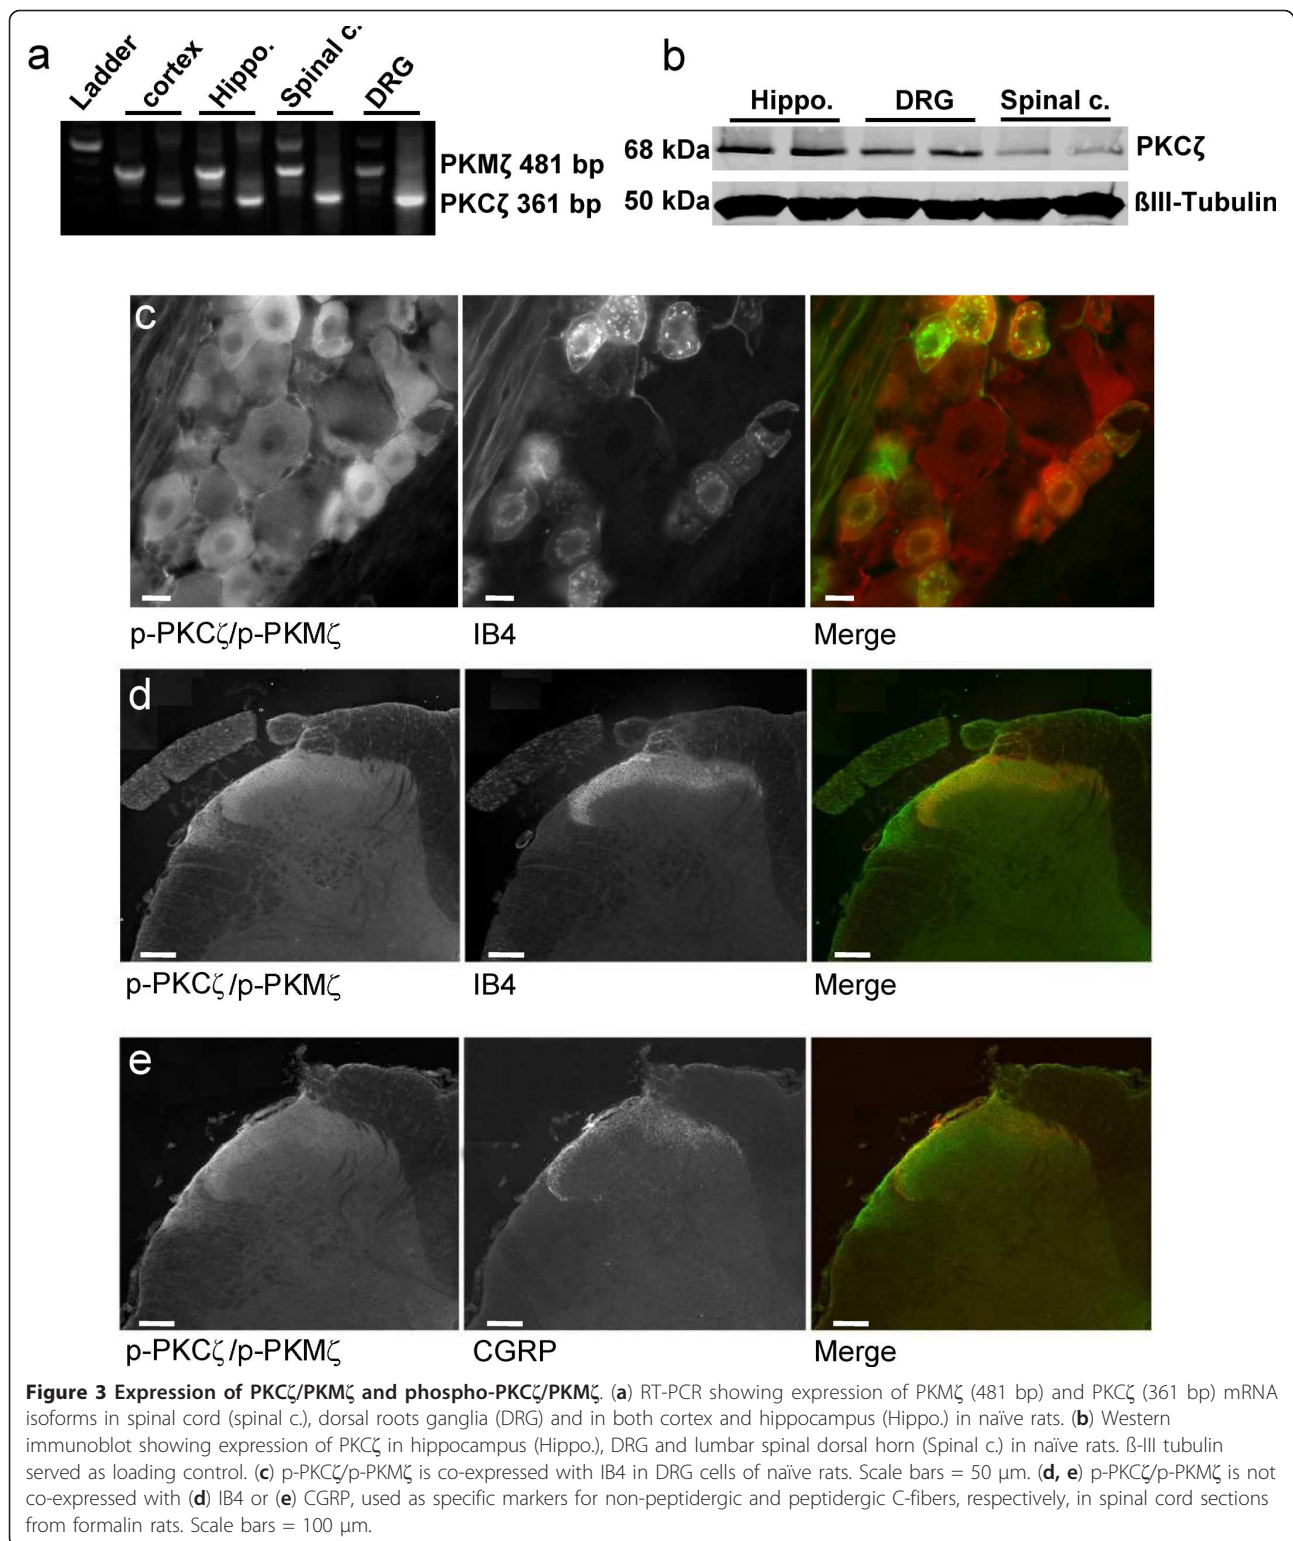 a
Ladder
cortex
Hippo.
Spinal c.
DRG
PKMζ 481 bp
PKCζ 361 bp
b
Hippo.
DRG
Spinal c.
68 kDa
PKCζ
50 kDa
ßIII-Tubulin
c
p-PKCζ/p-PKMζ
IB4
Merge
d
p-PKCζ/p-PKMζ
IB4
Merge
e
p-PKCζ/p-PKMζ
CGRP
Merge
Figure 3 Expression of PKCζ/PKMζ and phospho-PKCζ/PKMζ. (a) RT-PCR showing expression of PKMζ (481 bp) and PKCζ (361 bp) mRNA
isoforms in spinal cord (spinal c.), dorsal roots ganglia (DRG) and in both cortex and hippocampus (Hippo.) in naïve rats. (b) Western
immunoblot showing expression of PKCζ in hippocampus (Hippo.), DRG and lumbar spinal dorsal horn (Spinal c.) in naïve rats. ß-III tubulin
served as loading control. (c) p-PKCζ/p-PKMζ is co-expressed with IB4 in DRG cells of naïve rats. Scale bars = 50 μm. (d, e) p-PKCζ/p-PKMζ is not
co-expressed with (d) IB4 or (e) CGRP, used as specific markers for non-peptidergic and peptidergic C-fibers, respectively, in spinal cord sections
from formalin rats. Scale bars = 100 μm.